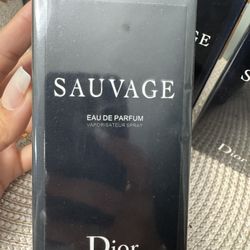 SAUVAGE
EAU DE PARFUM
VAPORISATEUR SPRAY
Dior